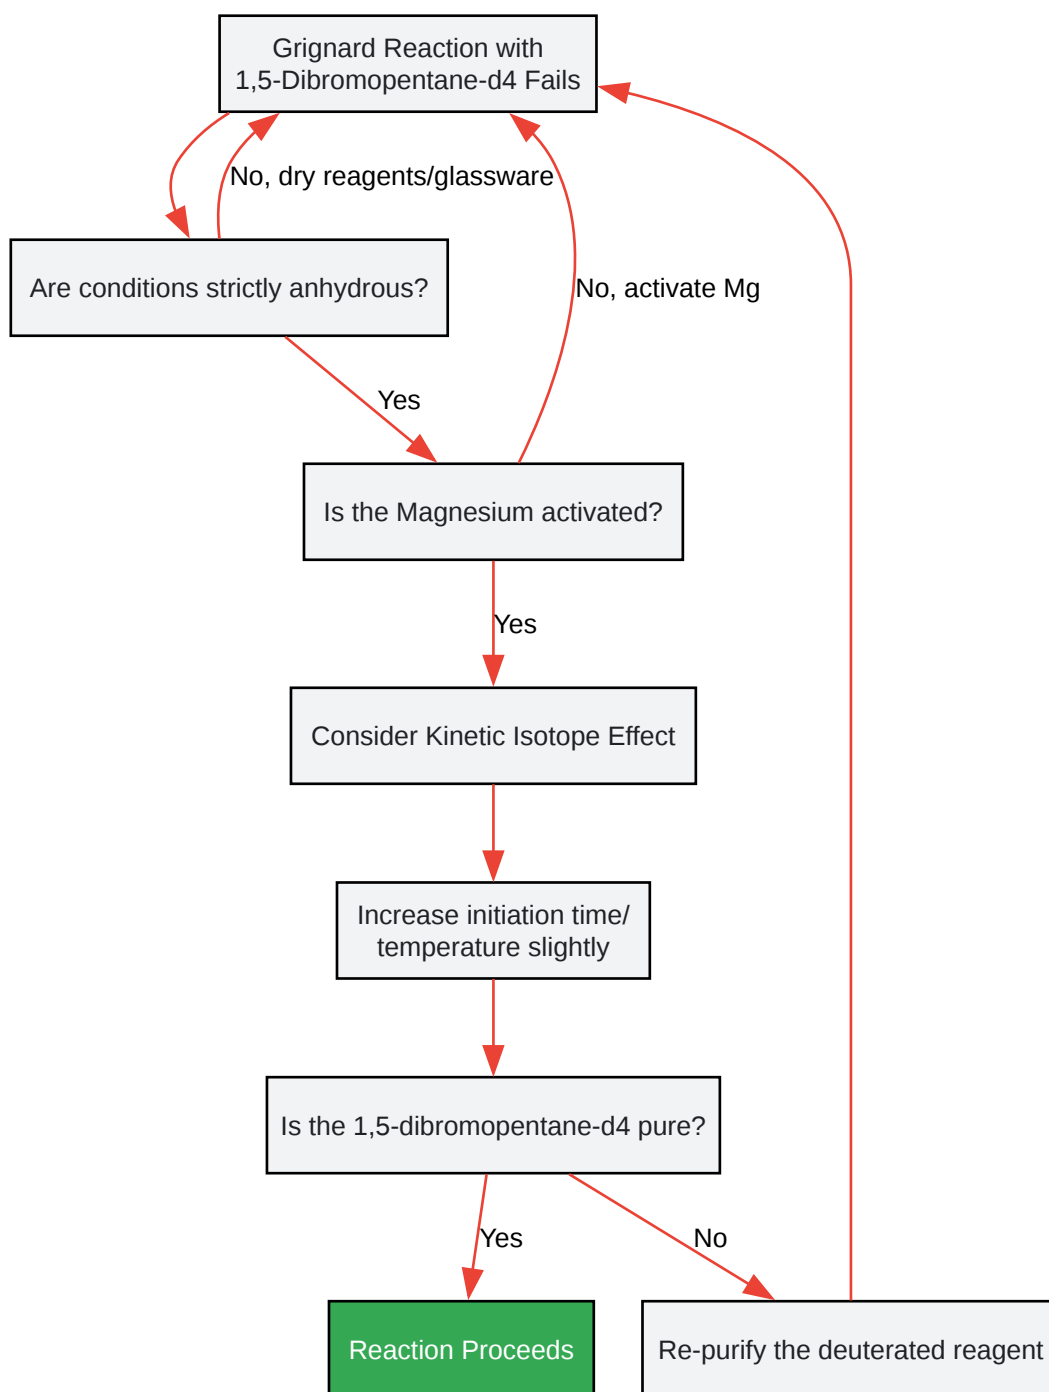 Grignard Reaction with
1,5-Dibromopentane-d4 Fails
No, dry reagents/glassware
Are conditions strictly anhydrous?
No, activate Mg
Yes
Is the Magnesium activated?
Yes
Consider Kinetic Isotope Effect
Increase initiation time/
temperature slightly
Is the 1,5-dibromopentane-d4 pure?
Yes
No
Reaction Proceeds
Re-purify the deuterated reagent